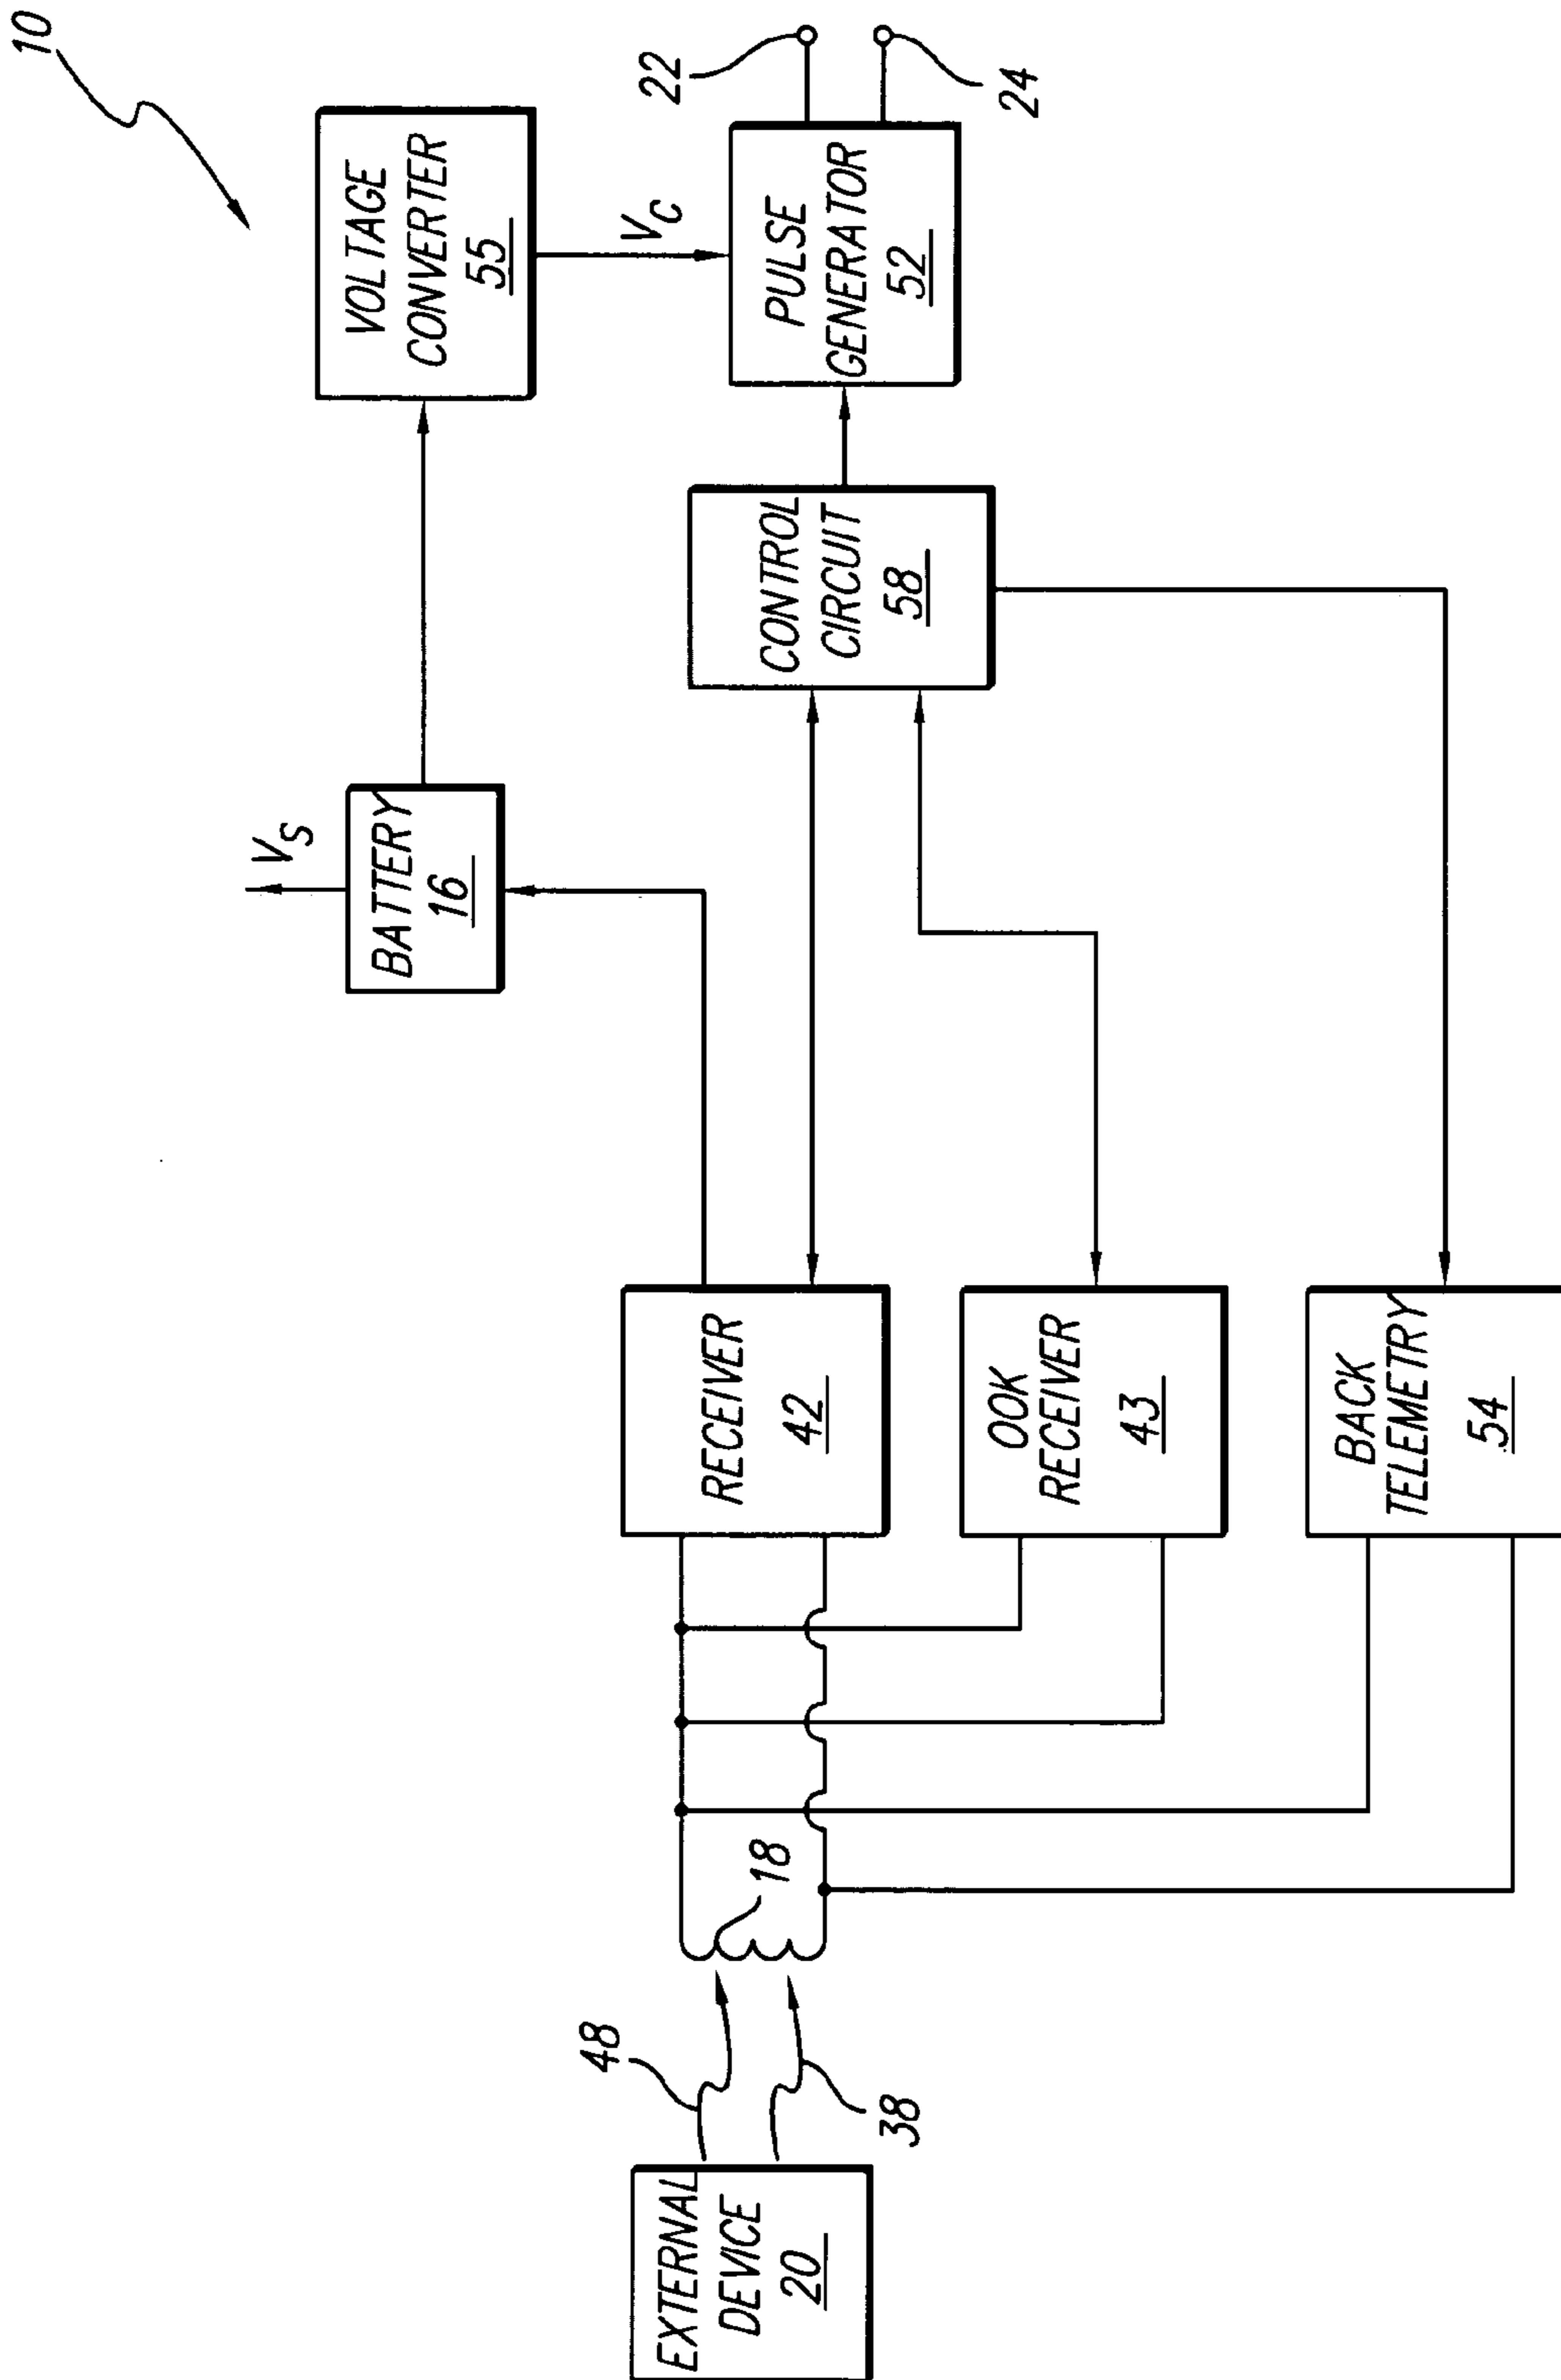 10
VOLTAGE
CONVERTER
55
VC
PULSE
GENERATOR
52
22
24
VS
BATTERY
16
CONTROL
CIRCUIT
58
RECEIVER
42
OOK
RECEIVER
43
BACK
TELEMETRY
54
18
48
38
EXTERNAL
DEVICE
20